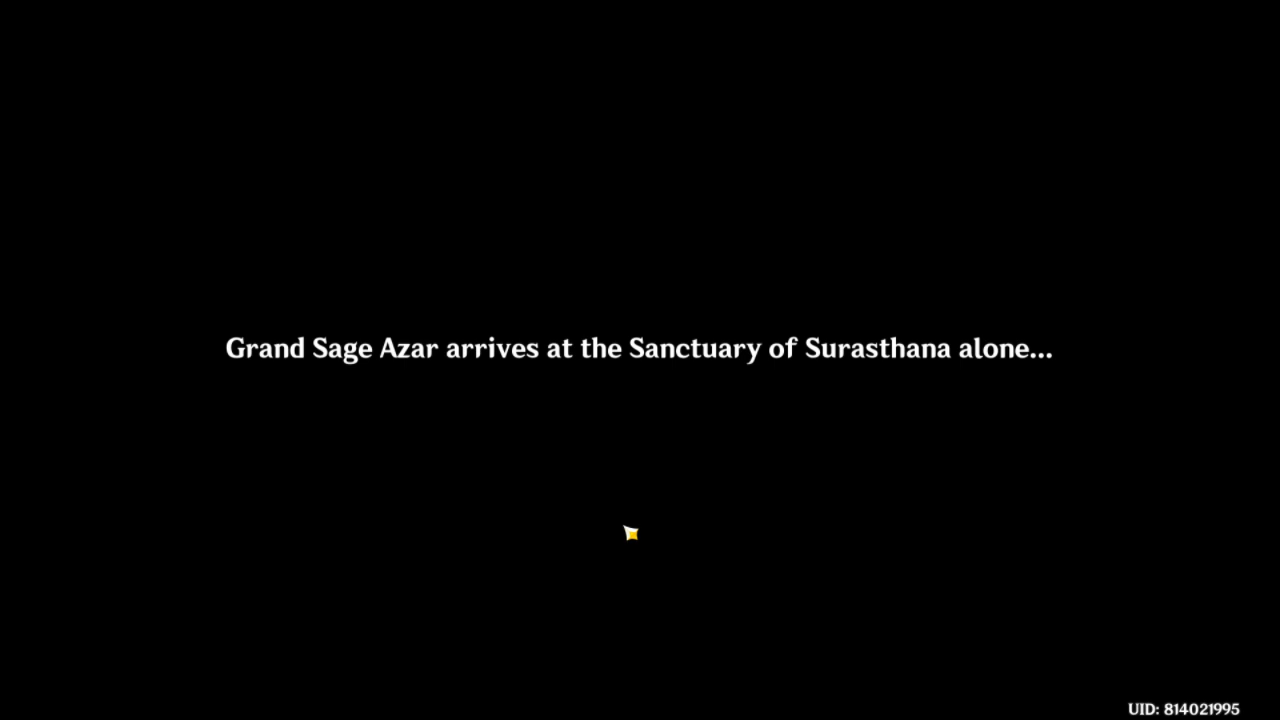 Grand Sage Azar arrives at the Sanctuary of Surasthana alone...
UID: 814021995